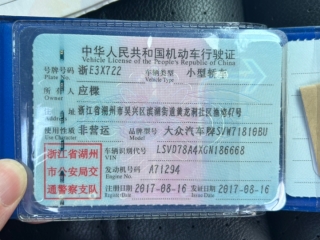 中华人民共和国机动车行驶证
Vehicle License of the People's Republic of China
号牌号码 浙E3X722 车辆类型 小型轿车
Plate No. Vehicle Type
所有人 应樑
Owner
住址 浙江省湖州市吴兴区滨湖街道黄龙洞社区渔湾47号
Address
使用性质 非营运 品牌型号 大众汽车牌SVW71810BU
Use Character Model
浙江省湖州
市公安局交
通警察支队
车辆识别代号 LSVD78A4XGN186668
VIN
发动机号码 A71294
Engine No.
注册日期 2017-08-16 发证日期 2017-08-16
Register Date Issue Date